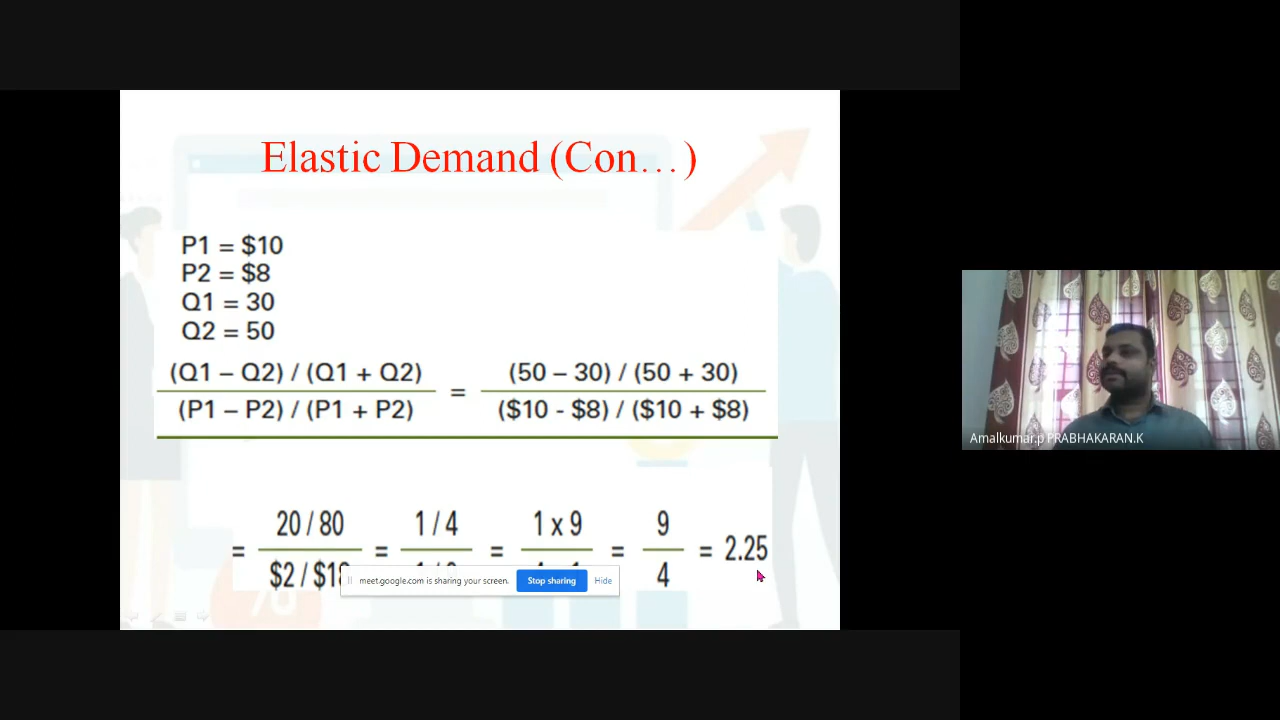 Elastic Demand (Con...)
P1 = $10
P2 = $8
Q1 = 30
Q2 = 50
(Q1 – Q2) / (Q1 + Q2)
(P1 – P2) / (P1 + P2)
=
(50 – 30) / (50 + 30)
($10 - $8) / ($10 + $8)
= 20 / 80 = 1 / 4 = 1 x 9 = 9 = 2.25
$2 / 4
meet.google.com is sharing your screen. Stop sharing Hide
Amalkumar.p PRABHAKARAN.K